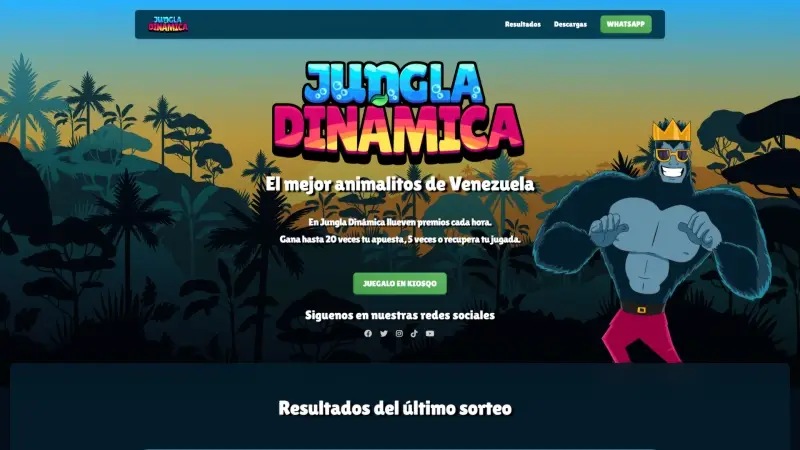 JUNGLA
DINÁMICA
Resultados
Descargas
WHATSAPP
JUNGLA
DINÁMICA
El mejor animalitos de Venezuela
En Jungla Dinámica llueven premios cada hora.
Gana hasta 20 veces tu apuesta, 5 veces o recupera tu jugada.
JUEGALO EN KIOSQO
Siguenos en nuestras redes sociales
Resultados del último sorteo